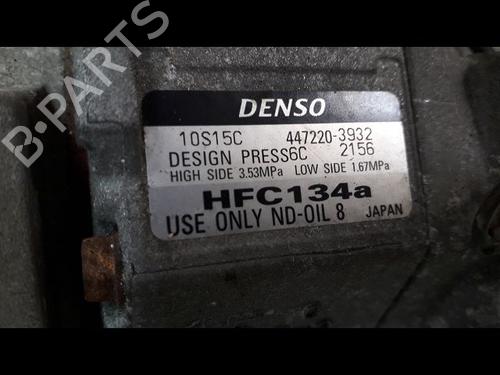 B-PARTS
DENSO
10S15C 447220-3932
DESIGN PRESS6C 2156
HIGH SIDE 3.53MPa LOW SIDE 1.67MPa
HFC134a
USE ONLY ND-OIL 8 JAPAN